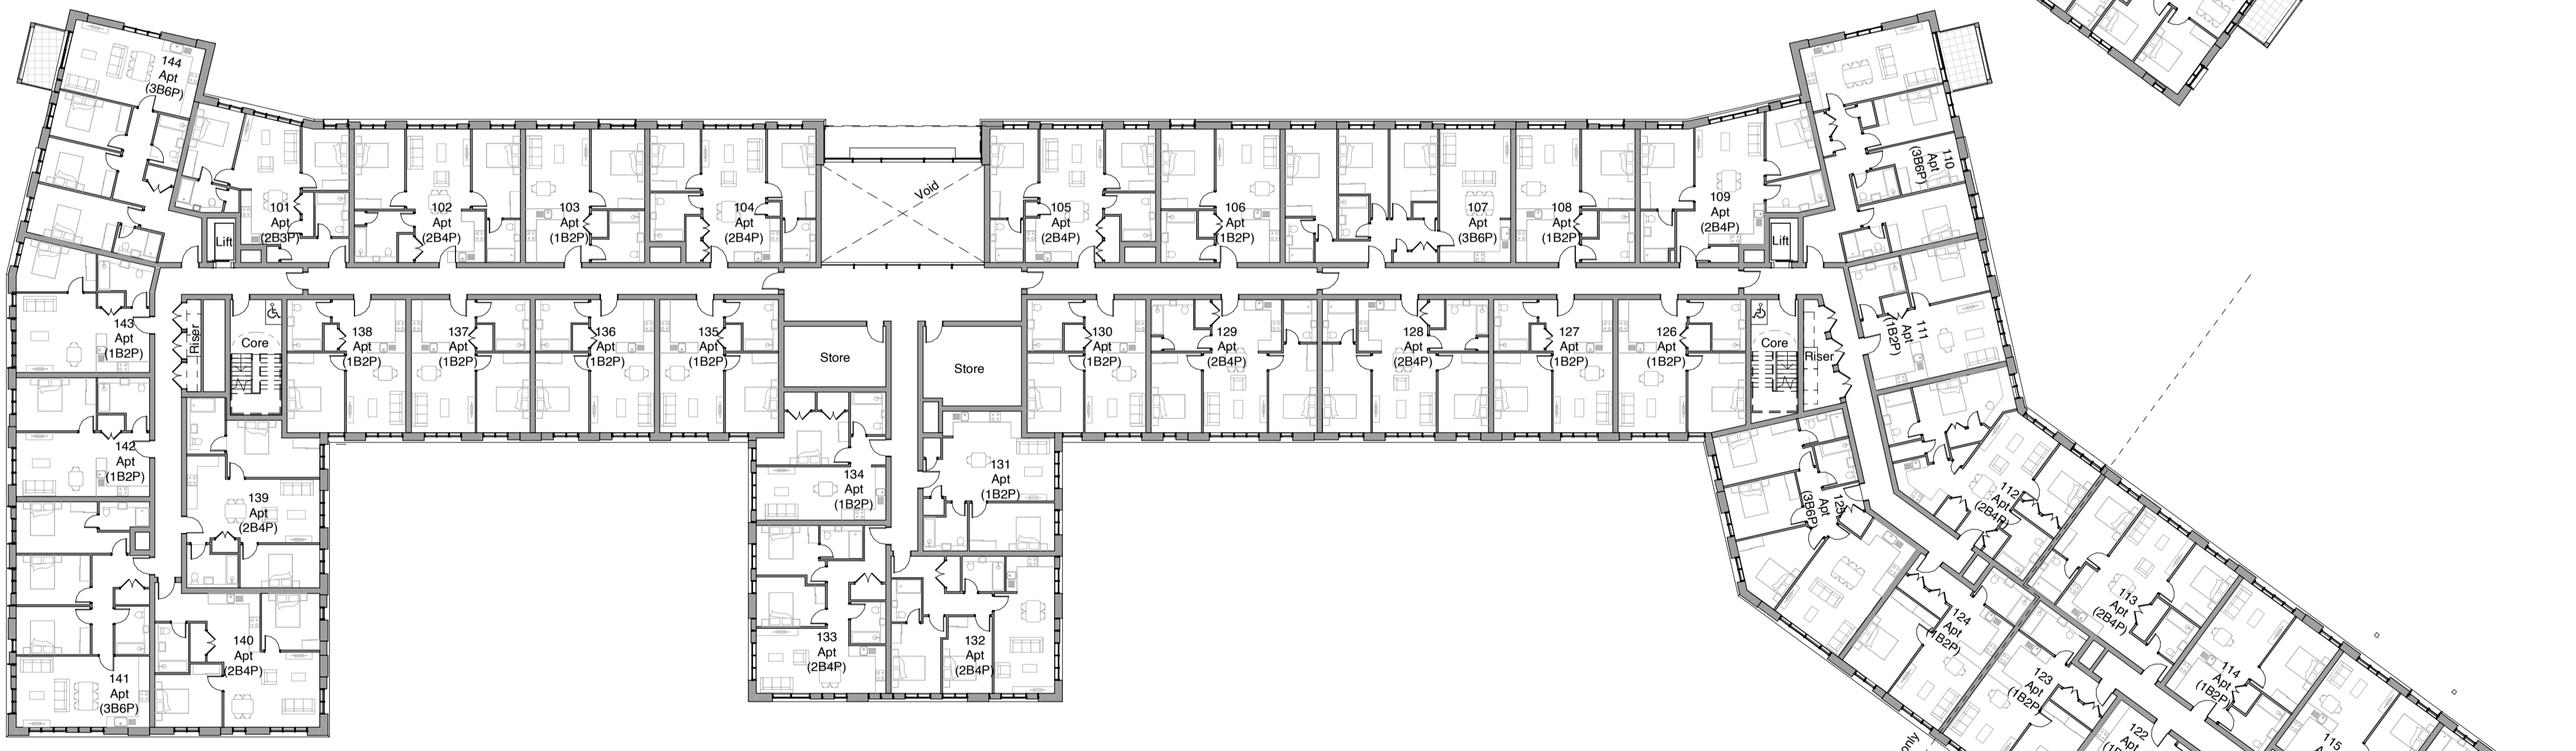 144
Apt
(3B6P)
101
Apt
(2B3P)
Lift
102
Apt
(2B4P)
103
Apt
(1B2P)
104
Apt
(2B4P)
Void
105
Apt
(2B4P)
106
Apt
(1B2P)
107
Apt
(3B6P)
108
Apt
(1B2P)
109
Apt
(2B4P)
Lift
110
Apt
(3B6P)
143
Apt
(1B2P)
Riser
Core
138
Apt
(1B2P)
137
Apt
(1B2P)
136
Apt
(1B2P)
135
Apt
(1B2P)
Store
Store
130
Apt
(1B2P)
129
Apt
(2B4P)
128
Apt
(2B4P)
127
Apt
(1B2P)
126
Apt
(1B2P)
Core
Riser
111
Apt
(1B2P)
142
Apt
(1B2P)
139
Apt
(2B4P)
134
Apt
(1B2P)
131
Apt
(1B2P)
125
Apt
(3B6P)
112
Apt
(2B4P)
141
Apt
(3B6P)
140
Apt
(2B4P)
133
Apt
(2B4P)
132
Apt
(2B4P)
124
Apt
(1B2P)
113
Apt
(2B4P)
123
Apt
(1B2P)
114
Apt
(1B2P)
122
Apt
115
only